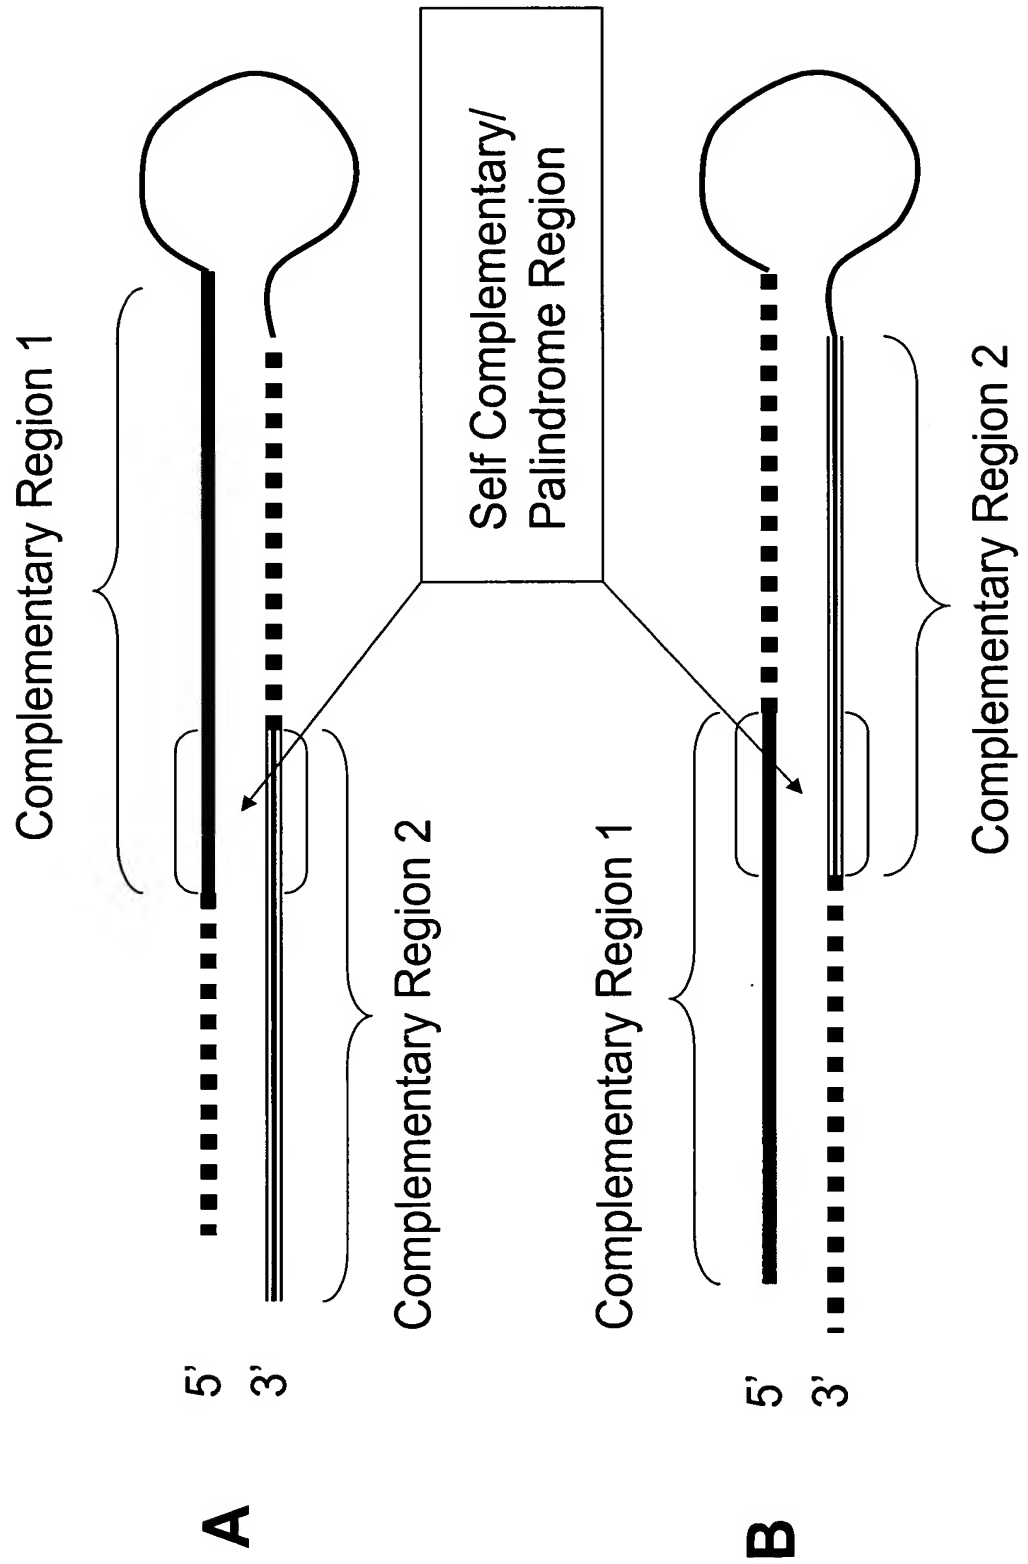 A
5'
3'
Complementary Region 1
Complementary Region 2
Self Complementary/
Palindrome Region
B
5'
3'
Complementary Region 1
Complementary Region 2